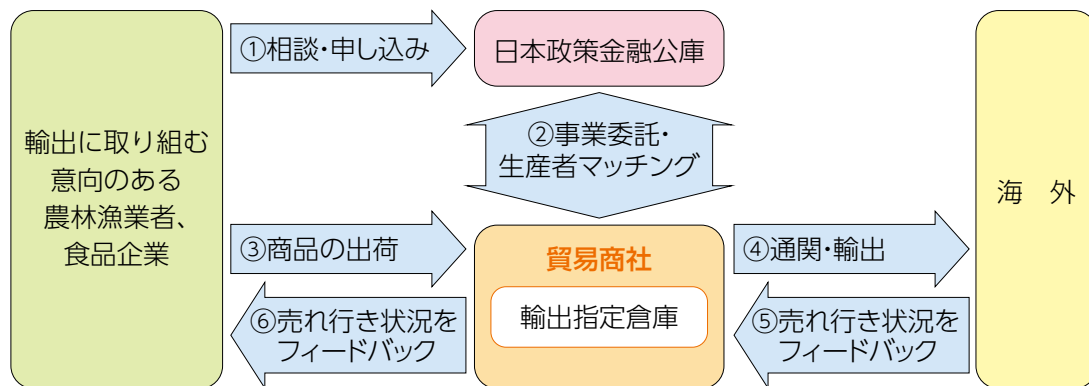 輸出に取り組む
意向のある
農林漁業者、
食品企業
①相談・申し込み
日本政策金融公庫
②事業委託・
生産者マッチング
③商品の出荷
貿易商社
輸出指定倉庫
④通関・輸出
海　外
⑤売れ行き状況を
フィードバック
⑥売れ行き状況を
フィードバック